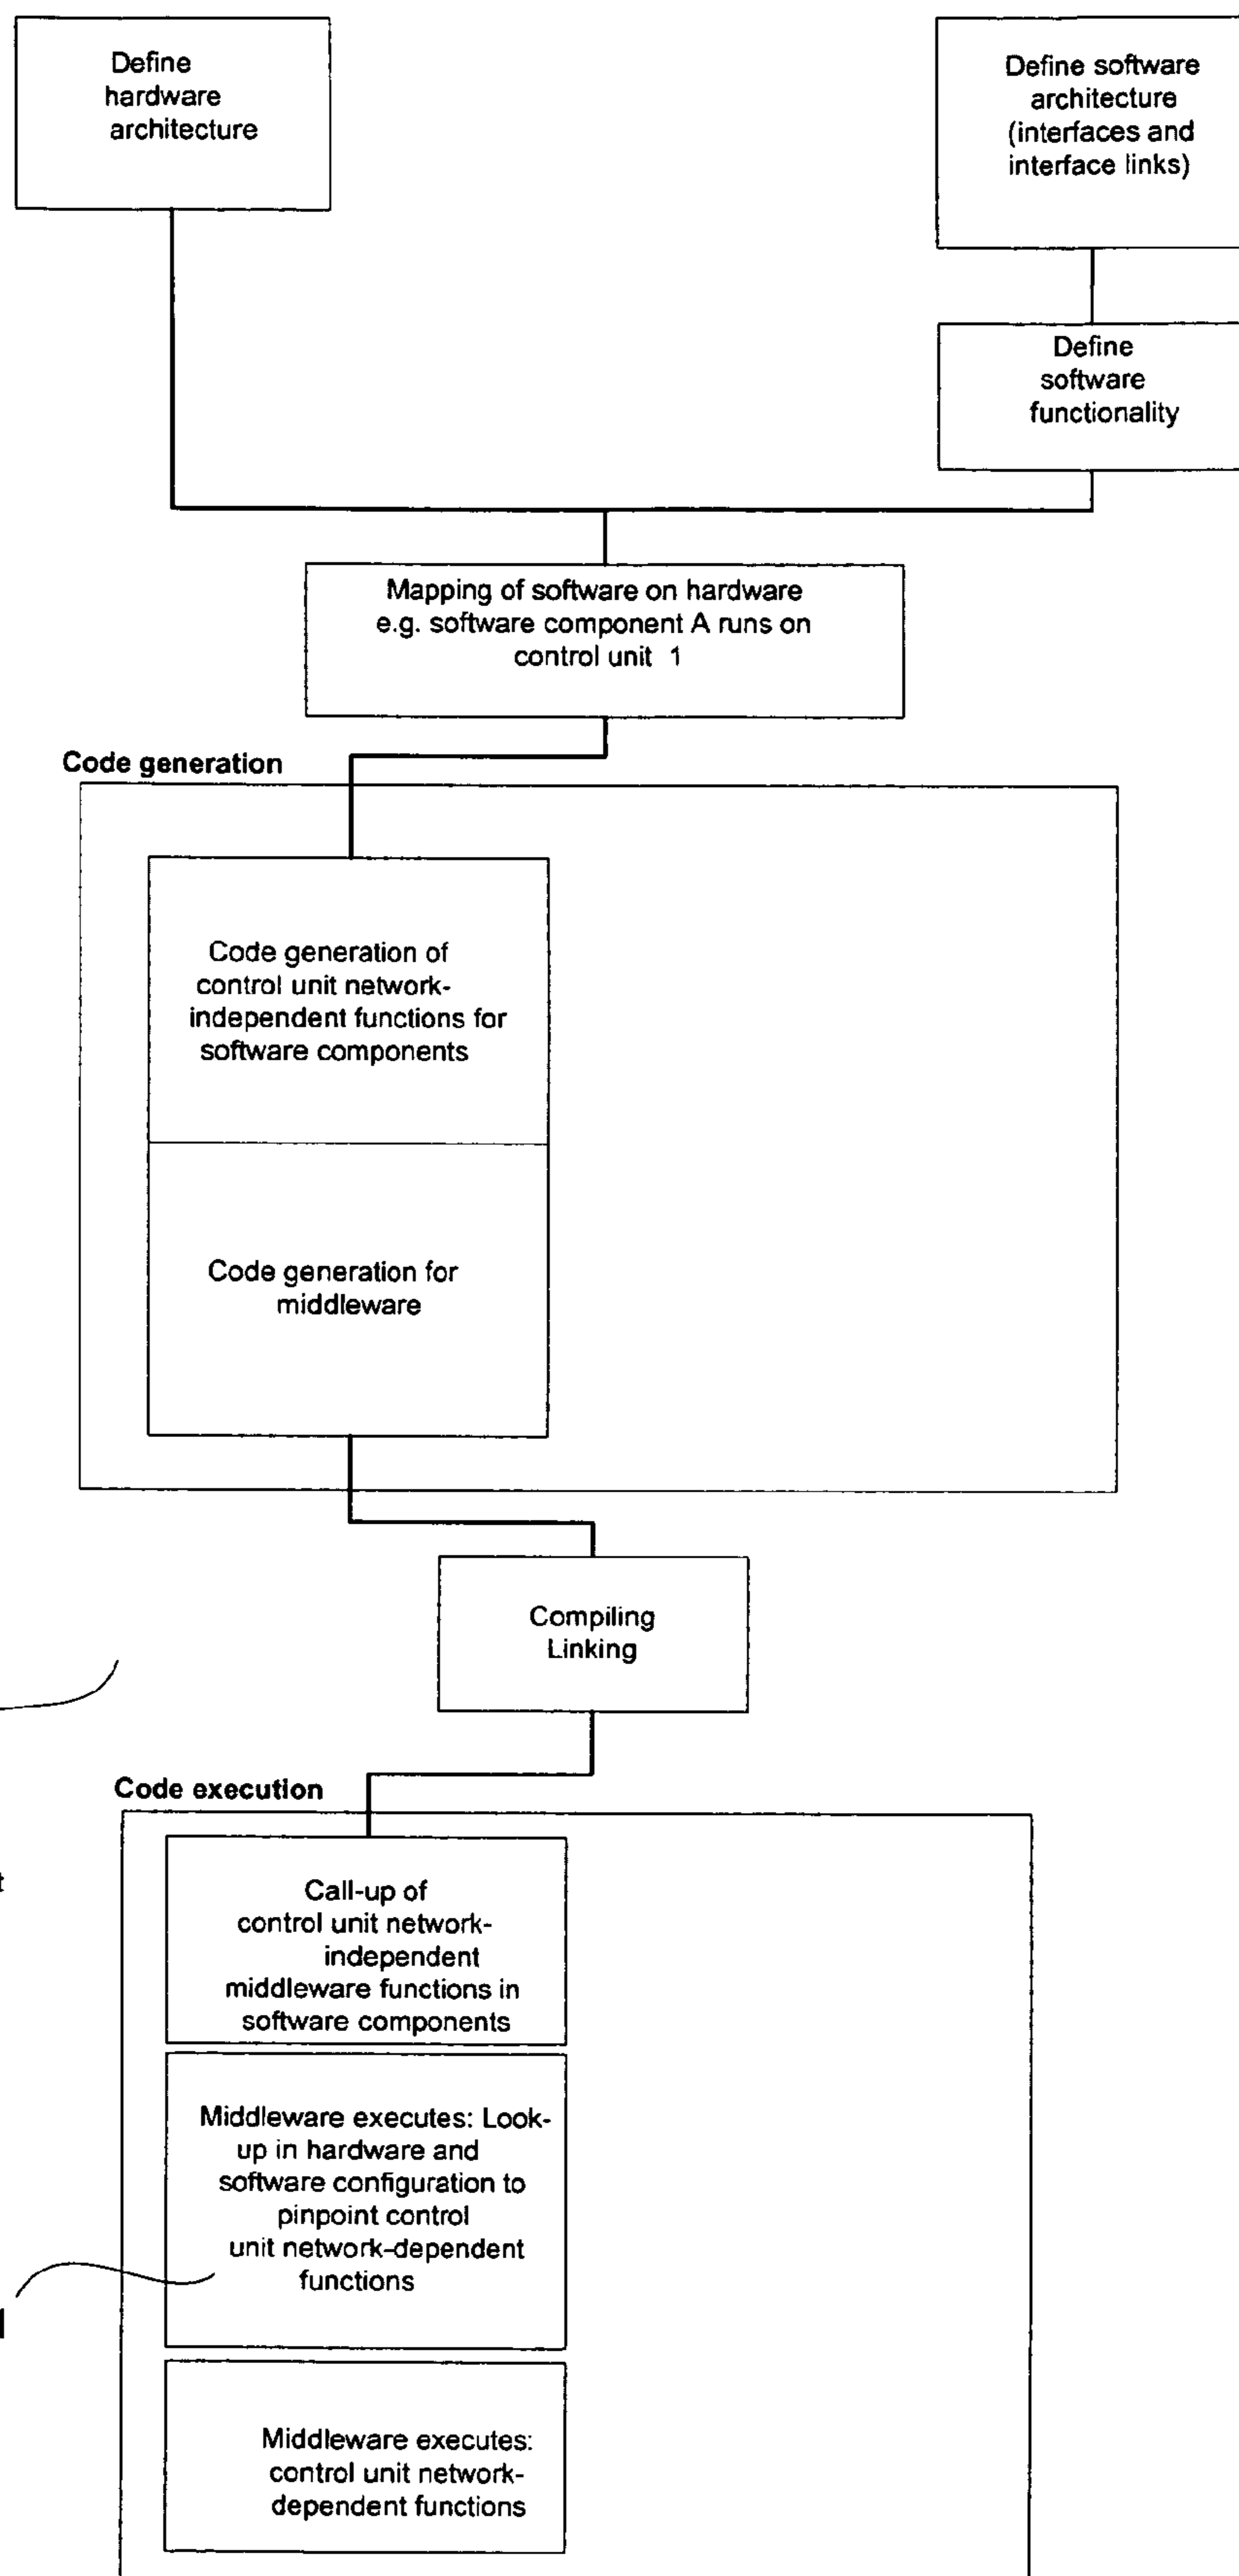 Define
hardware
architecture
Define software
architecture
(interfaces and
interface links)
Define
software
functionality
Mapping of software on hardware
e.g. software component A runs on
control unit 1
Code generation
Code generation of
control unit network-
independent functions for
software components
Code generation for
middleware
Compiling
Linking
Code execution
Call-up of
control unit network-
independent
middleware functions in
software components
Middleware executes: Look-
up in hardware and
software configuration to
pinpoint control
unit network-dependent
functions
Middleware executes:
control unit network-
dependent functions